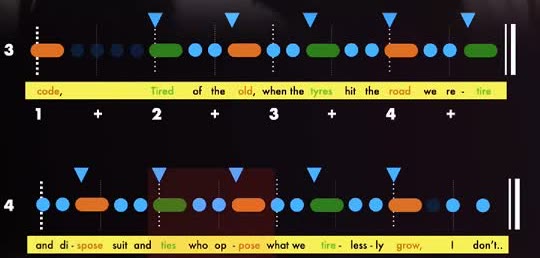 3
code, Tired of the old, when the tyres hit the road we re - tire
1 + 2 + 3 + 4 +
4
and di - spose suit and ties who op - pose what we tire - less - ly grow, I don't..